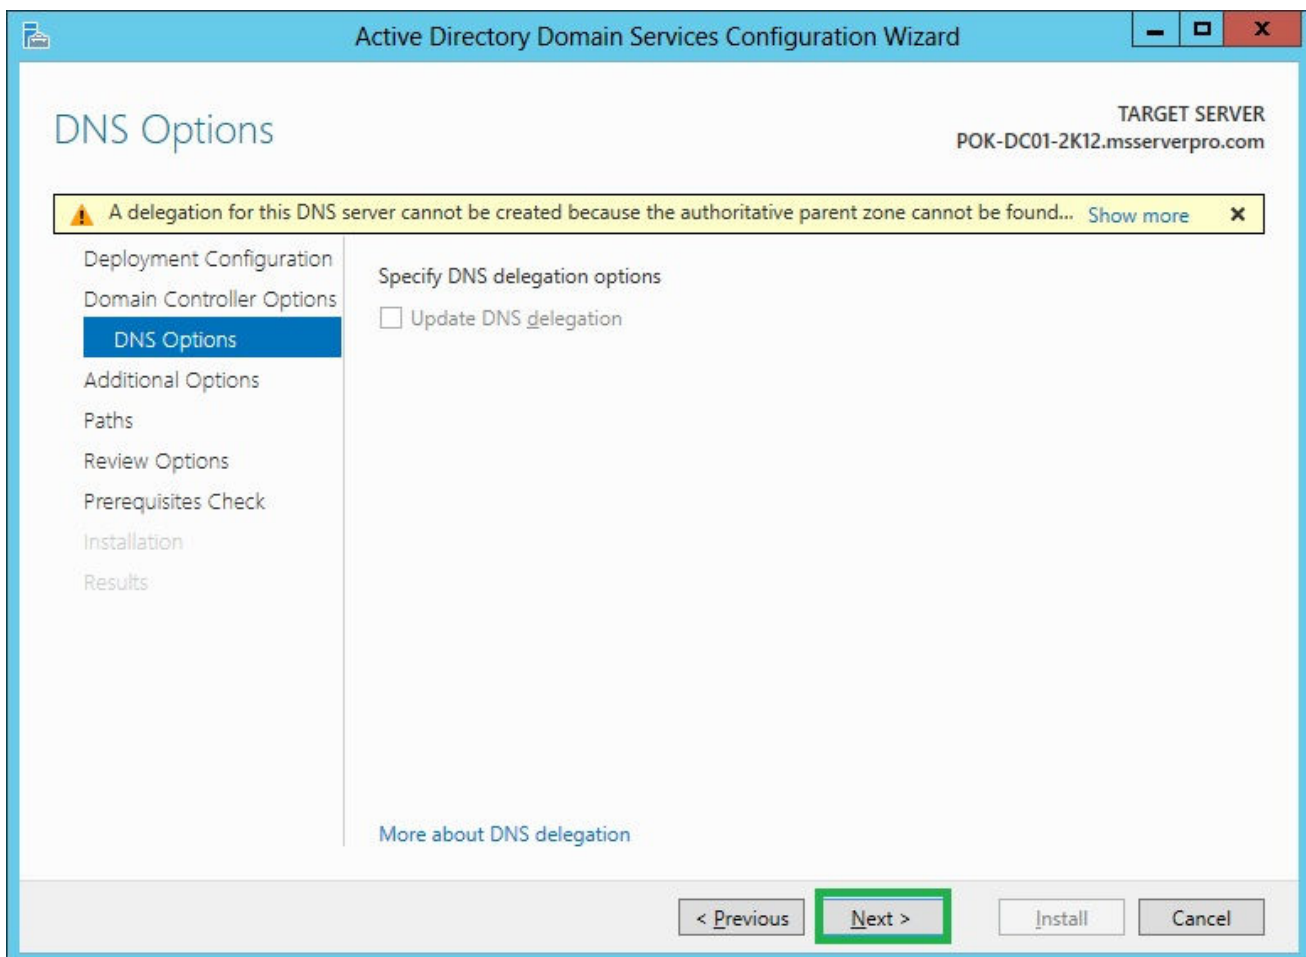 Active Directory Domain Services Configuration Wizard
DNS Options
TARGET SERVER
POK-DC01-2K12.msserverpro.com
A delegation for this DNS server cannot be created because the authoritative parent zone cannot be found... Show more
Deployment Configuration
Domain Controller Options
DNS Options
Additional Options
Paths
Review Options
Prerequisites Check
Installation
Results
Specify DNS delegation options
Update DNS delegation
More about DNS delegation
< Previous
Next >
Install
Cancel